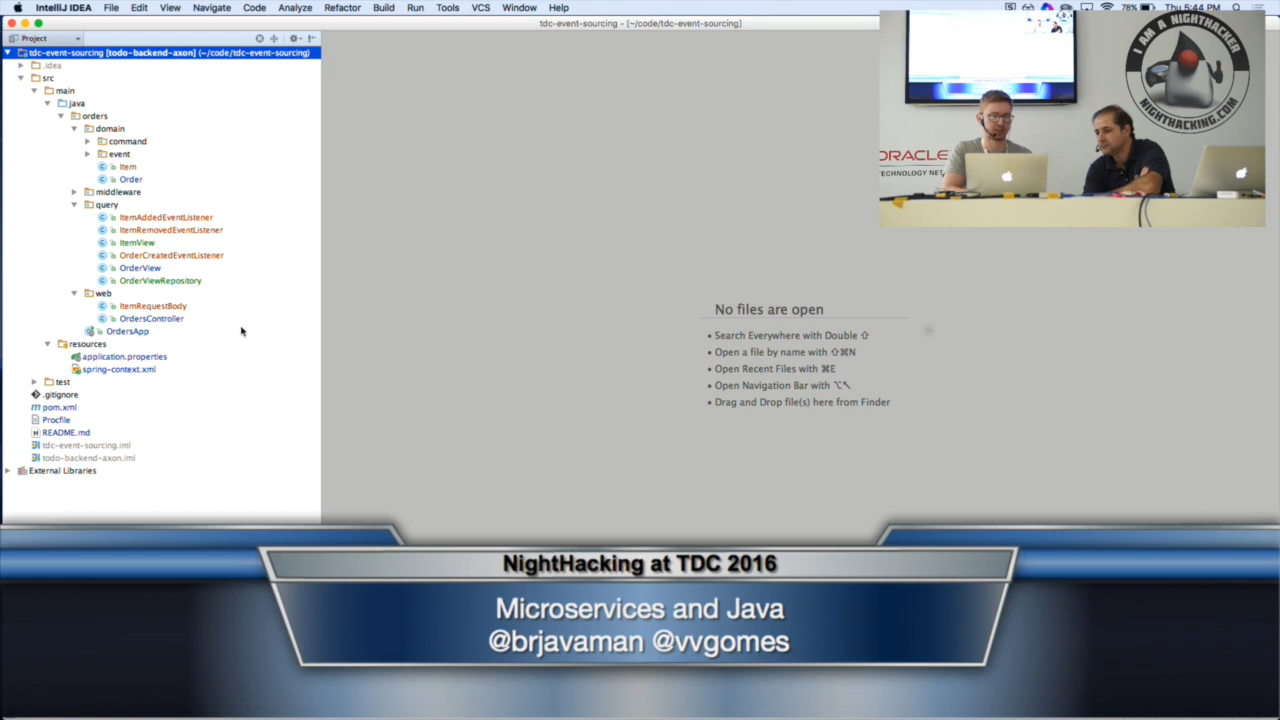 IntelliJ IDEA File Edit View Navigate Code Analyze Refactor Build Run Tools VCS Window Help 78% Thu 5:44 PM
tdc-event-sourcing - [~/code/tdc-event-sourcing]
Project
tdc-event-sourcing [todo-backend-axon] (~/code/tdc-event-sourcing)
.idea
src
main
java
orders
domain
command
event
Item
Order
middleware
query
ItemAddedEventListener
ItemRemovedEventListener
ItemView
OrderCreatedEventListener
OrderView
OrderViewRepository
web
ItemRequestBody
OrdersController
OrdersApp
resources
application.properties
spring-context.xml
test
.gitignore
pom.xml
Procfile
README.md
tdc-event-sourcing.iml
todo-backend-axon.iml
External Libraries
No files are open
• Search Everywhere with Double ⇧
• Open a file by name with ⇧⌘N
• Open Recent Files with ⌘E
• Open Navigation Bar with ⌥↖
• Drag and Drop file(s) here from Finder
I AM A NIGHTHACKER
NIGHTHACKING.COM
ORACLE
TECHNOLOGY NET
NightHacking at TDC 2016
Microservices and Java
@brjavaman @vvgomes